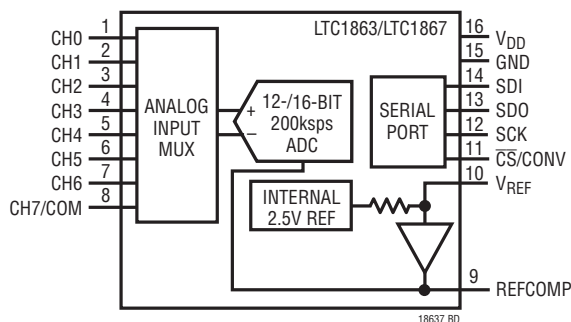 LTC1863/LTC1867
CH0 1
CH1 2
CH2 3
CH3 4
CH4 5
CH5 6
CH6 7
CH7/COM 8
ANALOG
INPUT
MUX
+
–
12-/16-BIT
200ksps
ADC
SERIAL
PORT
INTERNAL
2.5V REF
16 VDD
15 GND
14 SDI
13 SDO
12 SCK
11 C̅S̅/CONV
10 VREF
9 REFCOMP
18637 BD